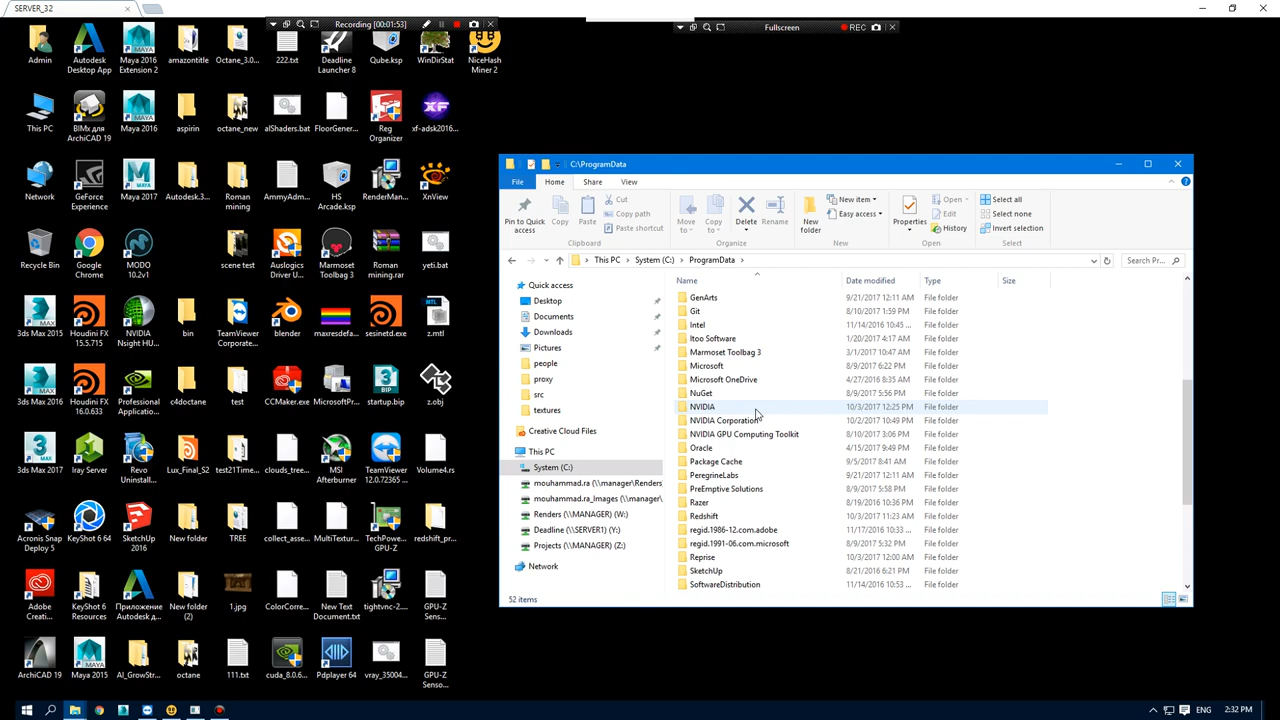 SERVER_32
Recording [00:01:53]
Fullscreen
REC
Admin
Autodesk Desktop App
Maya 2016 Extension 2
amazontitle
Octane_3.0...
222.txt
Deadline Launcher 8
Qube.ksp
WinDirStat
NiceHash Miner 2
This PC
BIMx для ArchiCAD 19
Maya 2016
aspirin
octane_new
alShaders.bat
FloorGener...
Reg Organizer
xf-adsk2016...
Network
GeForce Experience
Maya 2017
Autodesk.3...
Roman mining
AmmyAdm...
HS Arcade.ksp
RenderMan...
XnView
Recycle Bin
Google Chrome
MODO 10.2v1
scene test
Auslogics Driver U...
Marmoset Toolbag 3
Roman mining.rar
yeti.bat
3ds Max 2015
Houdini FX 15.5.715
NVIDIA Nsight HU...
TeamViewer Corporate...
bin
blender
maxresdefa...
sesinetd.exe
z.mtl
3ds Max 2016
Houdini FX 16.0.633
Professional Application
c4doctane
test
CCMaker.exe
MicrosoftPr...
startup.bip
z.obj
3ds Max 2017
Iray Server
Revo Uninstall...
Lux_Final_S2
test21Time...
clouds_tree...
MSI Afterburner
TeamViewer 12.0.72365 ...
Volume4.rs
Acronis Snap Deploy 5
KeyShot 6 64
SketchUp 2016
New folder
TREE
collect_asse...
MultiTextur...
TechPowe... GPU-Z
redshift_pr...
Adobe Creati...
KeyShot 6 Resources
Приложение Autodesk д...
New folder (2)
1.jpg
ColorCorre...
New Text Document.txt
tightvnc-2....
GPU-Z Sens...
ArchiCAD 19
Maya 2015
AI_GrowStr...
octane
111.txt
cuda_8.0.6...
Pdplayer 64
vray_35004...
GPU-Z Senso...
C:\ProgramData
File
Home
Share
View
Pin to Quick access
Copy
Paste
Cut
Copy path
Paste shortcut
Clipboard
Move to
Copy to
Delete
Rename
Organize
New folder
New item
Easy access
New
Properties
Open
Edit
History
Open
Select all
Select none
Invert selection
Select
This PC
System (C:)
ProgramData
Search Pr...
Name
Date modified
Type
Size
Quick access
Desktop
Documents
Downloads
Pictures
people
proxy
src
textures
Creative Cloud Files
This PC
System (C:)
mouhammad.ra (\\manager\Renders)
mouhammad.ra_Images (\\manager\
Renders (\\MANAGER) (W:)
Deadline (\\SERVER1) (Y:)
Projects (\\MANAGER) (Z:)
Network
GenArts 9/21/2017 12:11 AM File folder
Git 8/10/2017 1:59 PM File folder
Intel 11/14/2016 10:45 ... File folder
Itoo Software 1/20/2017 4:17 AM File folder
Marmoset Toolbag 3 3/1/2017 10:47 AM File folder
Microsoft 8/9/2017 6:22 PM File folder
Microsoft OneDrive 4/27/2016 8:35 AM File folder
NuGet 8/9/2017 5:56 PM File folder
NVIDIA 10/3/2017 12:25 PM File folder
NVIDIA Corporation 10/2/2017 10:49 PM File folder
NVIDIA GPU Computing Toolkit 8/10/2017 3:06 PM File folder
Oracle 4/15/2017 9:49 PM File folder
Package Cache 9/5/2017 8:41 AM File folder
PeregrineLabs 9/21/2017 12:11 AM File folder
PreEmptive Solutions 8/9/2017 5:58 PM File folder
Razer 8/19/2016 10:36 PM File folder
Redshift 10/3/2017 11:23 AM File folder
regid.1986-12.com.adobe 11/17/2016 10:33 ... File folder
regid.1991-06.com.microsoft 8/9/2017 5:32 PM File folder
Reprise 10/3/2017 12:00 AM File folder
SketchUp 8/21/2017 6:21 PM File folder
SoftwareDistribution 11/14/2016 10:53 ... File folder
52 items
ENG
2:32 PM